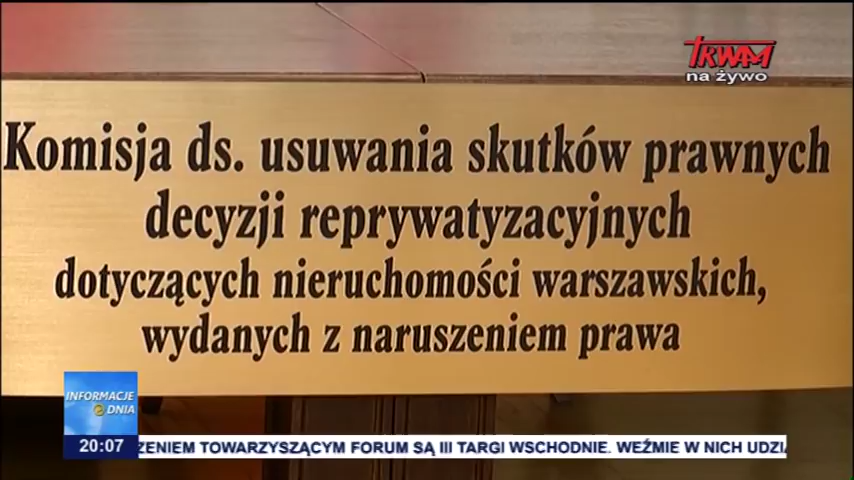 TRWAM
na żywo
Komisja ds. usuwania skutków prawnych
decyzji reprywatyzacyjnych
dotyczących nieruchomości warszawskich,
wydanych z naruszeniem prawa
INFORMACJE
DNIA
20:07 ZENIEM TOWARZYSZĄCYM FORUM SĄ III TARGI WSCHODNIE. WEŹMIE W NICH UDZIA